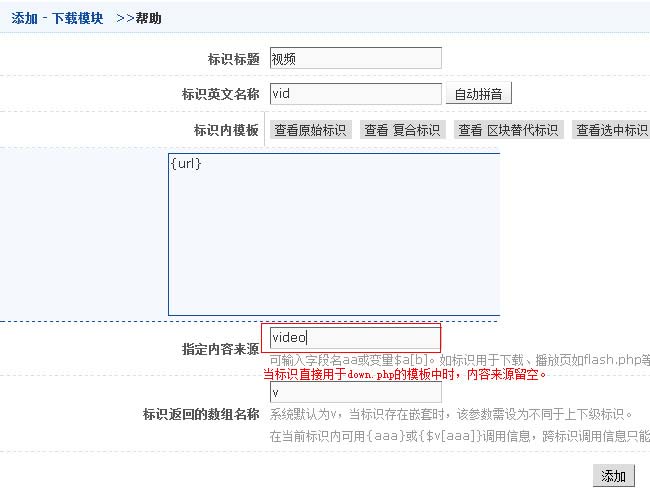 添加 - 下载模块 >>帮助
标识标题 视频
标识英文名称 vid 自动拼音
标识内模板 查看原始标识 查看 复合标识 查看 区块替代标识 查看选中标识
{url}
指定内容来源 video
可输入字段名aa或变量$a[b]。如标识用于下载、播放页如flash.php等
当标识直接用于down.php的模板中时，内容来源留空。
标识返回的数组名称 v
系统默认为v，当标识存在嵌套时，该参数需设为不同于上下级标识。
在当前标识内可用{aaa}或{$v[aaa]}调用信息，跨标识调用信息只能
添加